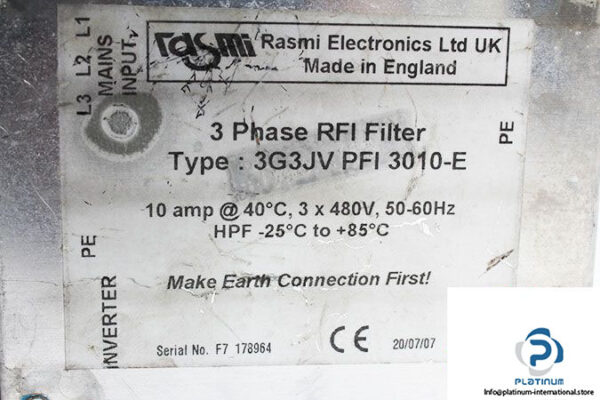 rasmi Rasmi Electronics Ltd UK
Made in England
L3 L2 L1
MAINS
INPUT
3 Phase RFI Filter
Type : 3G3JV PFI 3010-E
PE
10 amp @ 40°C, 3 x 480V, 50-60Hz
HPF -25°C to +85°C
PE
INVERTER
Make Earth Connection First!
Serial No. F7 178964
CE
20/07/07
PLATINUM
Info@platinum-international.store